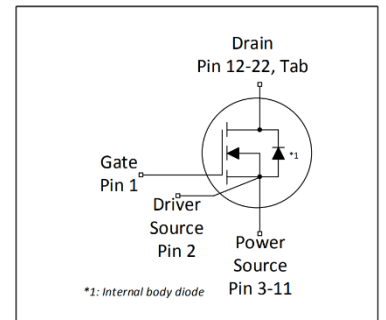 Drain
Pin 12-22, Tab
*1
Gate
Pin 1
Driver
Source
Pin 2
Power
Source
Pin 3-11
*1: Internal body diode